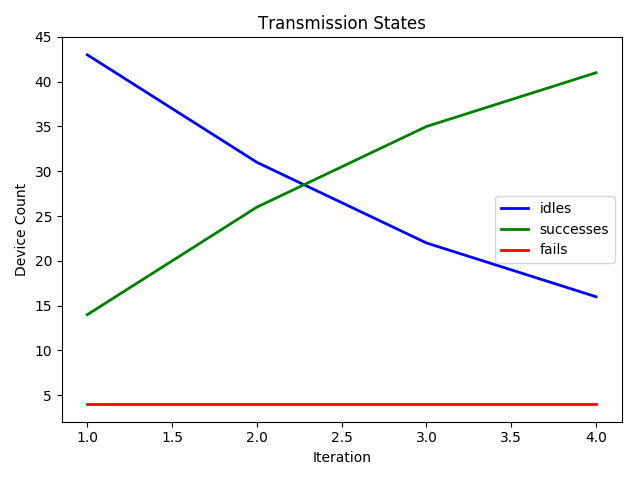 Transmission States
Device Count
45
40
35
30
25
20
15
10
5
idles
successes
fails
1.0 1.5 2.0 2.5 3.0 3.5 4.0
Iteration